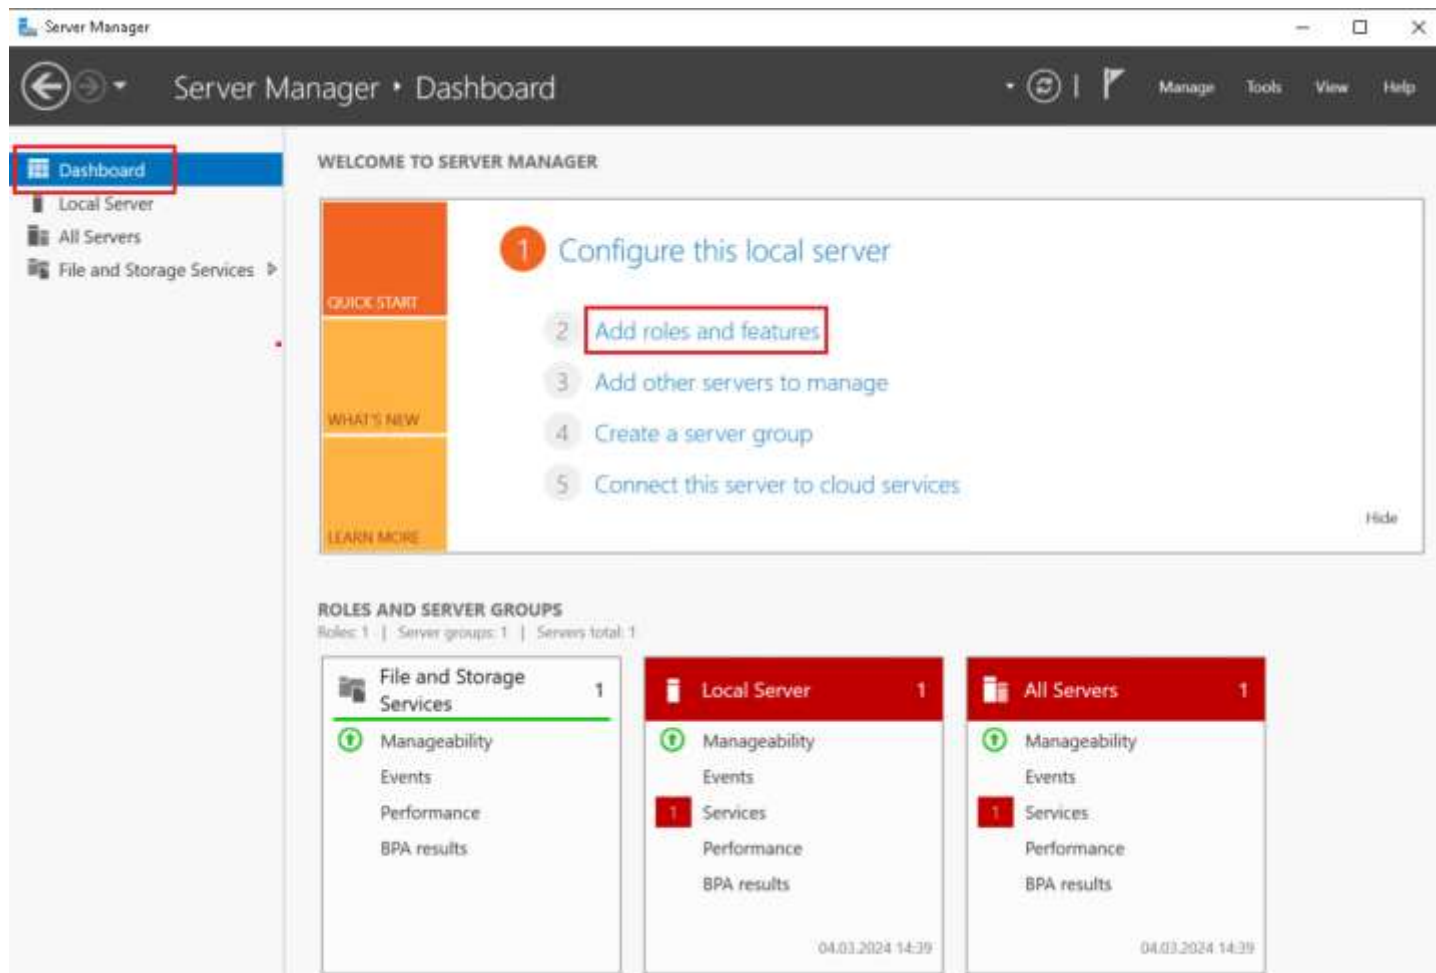 Server Manager
Server Manager • Dashboard
Manage Tools View Help
Dashboard
Local Server
All Servers
File and Storage Services
WELCOME TO SERVER MANAGER
QUICK START
WHAT'S NEW
LEARN MORE
1 Configure this local server
2 Add roles and features
3 Add other servers to manage
4 Create a server group
5 Connect this server to cloud services
Hide
ROLES AND SERVER GROUPS
Roles: 1 | Server groups: 1 | Servers total: 1
File and Storage
Services 1
Manageability
Events
Performance
BPA results
Local Server 1
Manageability
Events
1 Services
Performance
BPA results
04.03.2024 14:39
All Servers 1
Manageability
Events
1 Services
Performance
BPA results
04.03.2024 14:39